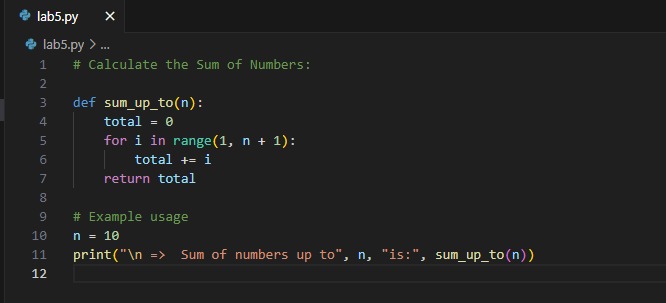 lab5.py ×
lab5.py > ...
1 # Calculate the Sum of Numbers:
2
3 def sum_up_to(n):
4     total = 0
5     for i in range(1, n + 1):
6         total += i
7     return total
8
9 # Example usage
10 n = 10
11 print("\n =>  Sum of numbers up to", n, "is:", sum_up_to(n))
12